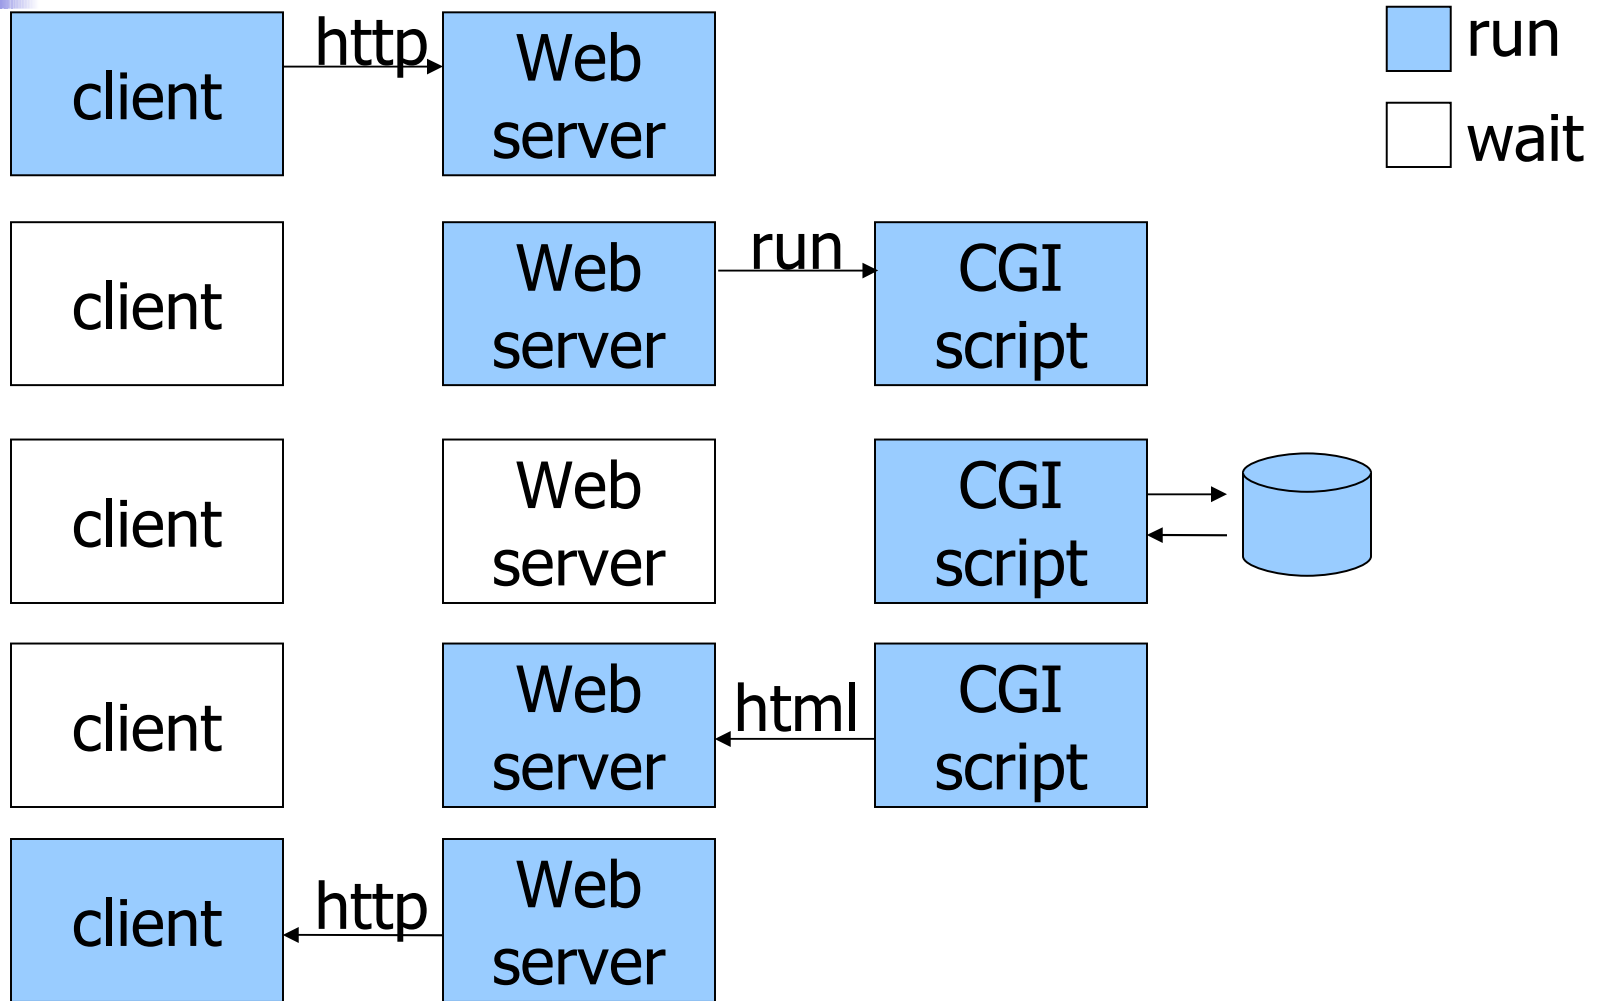 client
http
Web
server
run
wait
client
Web
server
run
CGI
script
client
Web
server
CGI
script
client
Web
server
html
CGI
script
client
http
Web
server